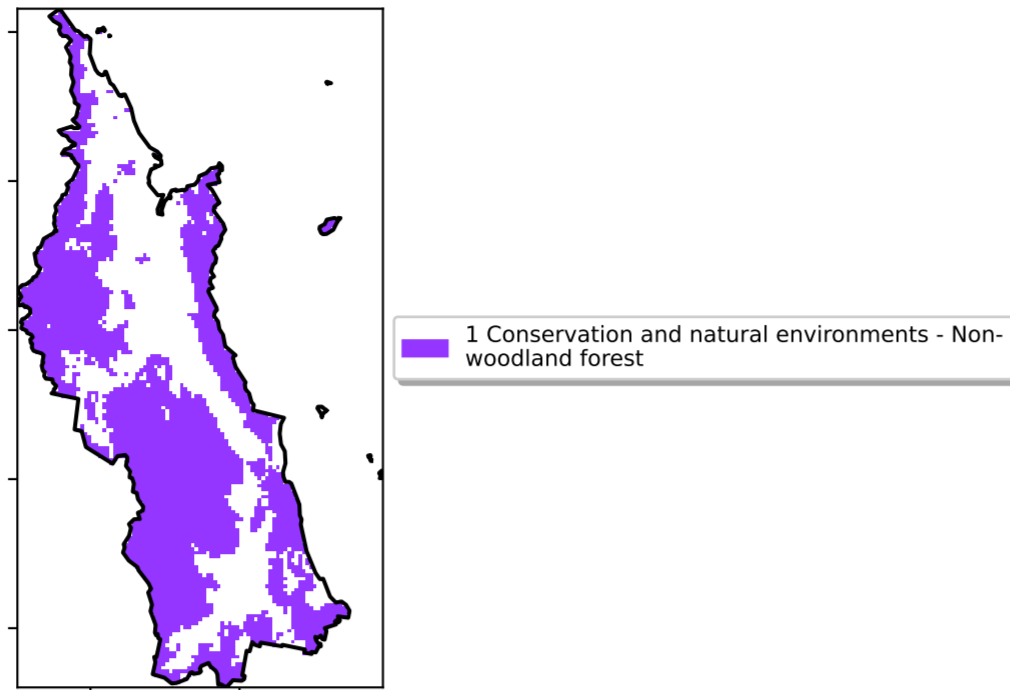 1 Conservation and natural environments - Non-
woodland forest